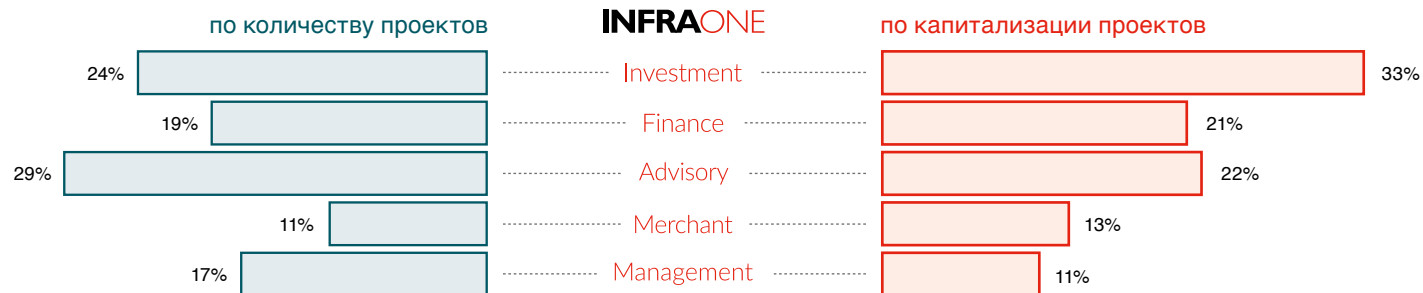 по количеству проектов INFRAONE по капитализации проектов
24% Investment 33%
19% Finance 21%
29% Advisory 22%
11% Merchant 13%
17% Management 11%